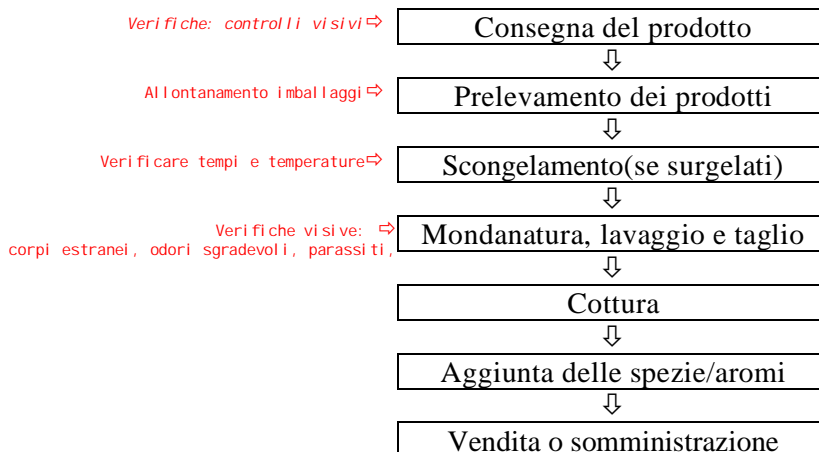 Verifiche: controlli visivi⇨ Consegna del prodotto
Allontanamento imballaggi⇨ Prelevamento dei prodotti
Verificare tempi e temperature⇨ Scongelamento(se surgelati)
Verifiche visive: ⇨
corpi estranei, odori sgradevoli, parassiti,
Mondanatura, lavaggio e taglio
Cottura
Aggiunta delle spezie/aromi
Vendita o somministrazione